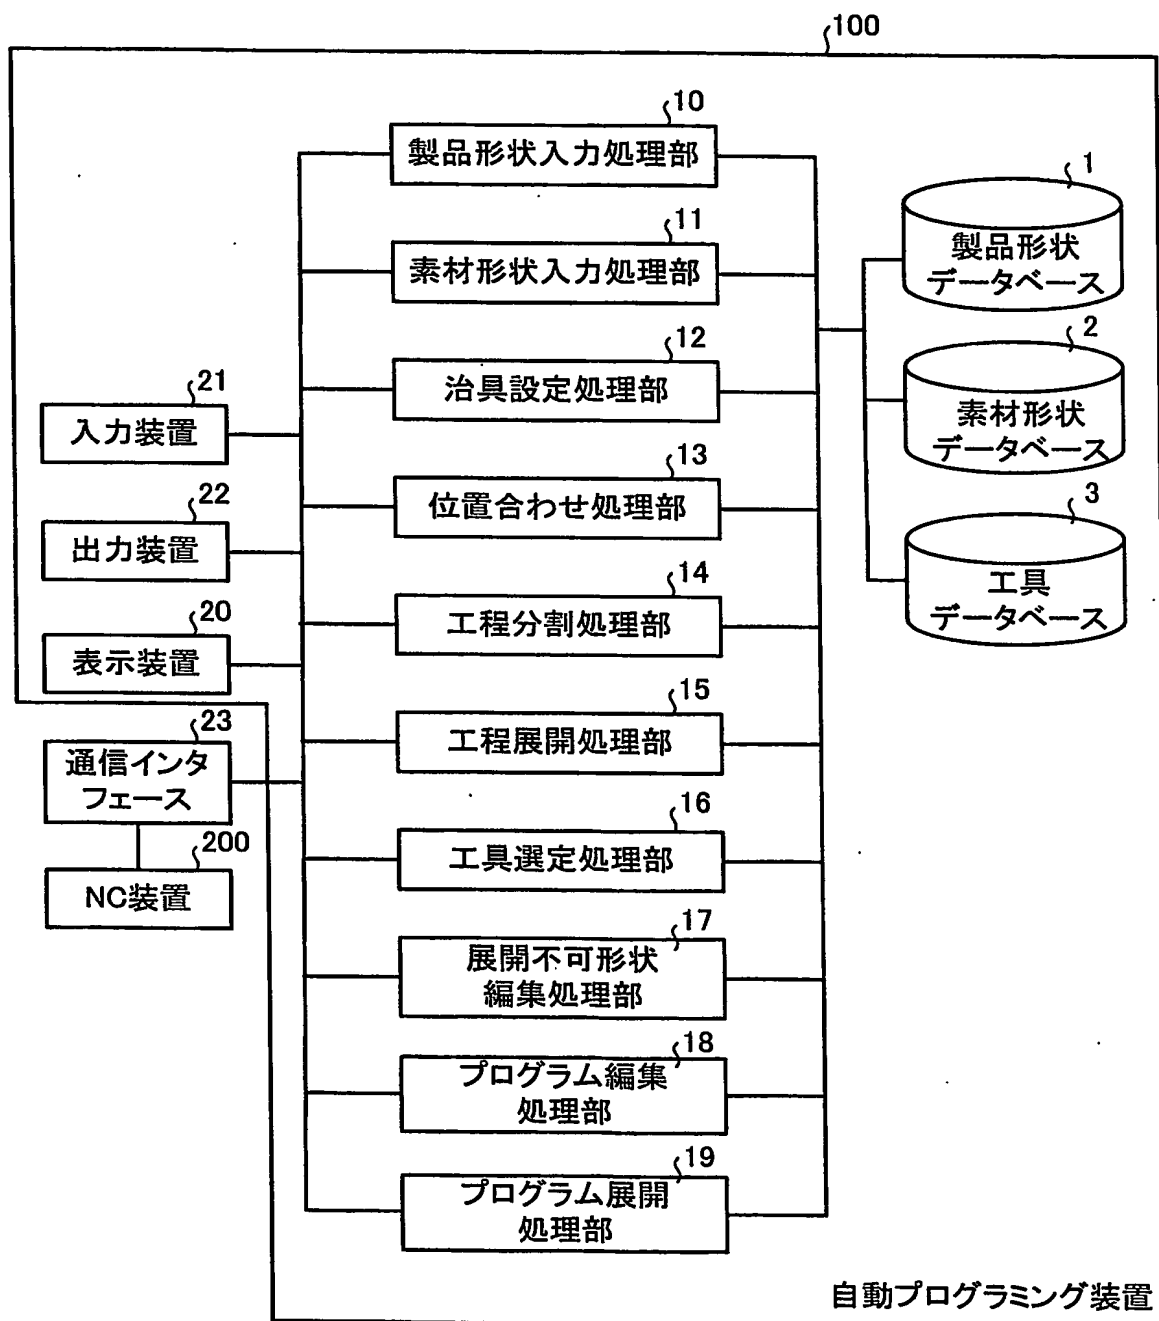 100
10
製品形状入力処理部
11
素材形状入力処理部
12
治具設定処理部
13
位置合わせ処理部
14
工程分割処理部
15
工程展開処理部
16
工具選定処理部
17
展開不可形状
編集処理部
18
プログラム編集
処理部
19
プログラム展開
処理部
21
入力装置
22
出力装置
20
表示装置
23
通信インタ
フェース
200
NC装置
1
製品形状
データベース
2
素材形状
データベース
3
工具
データベース
自動プログラミング装置